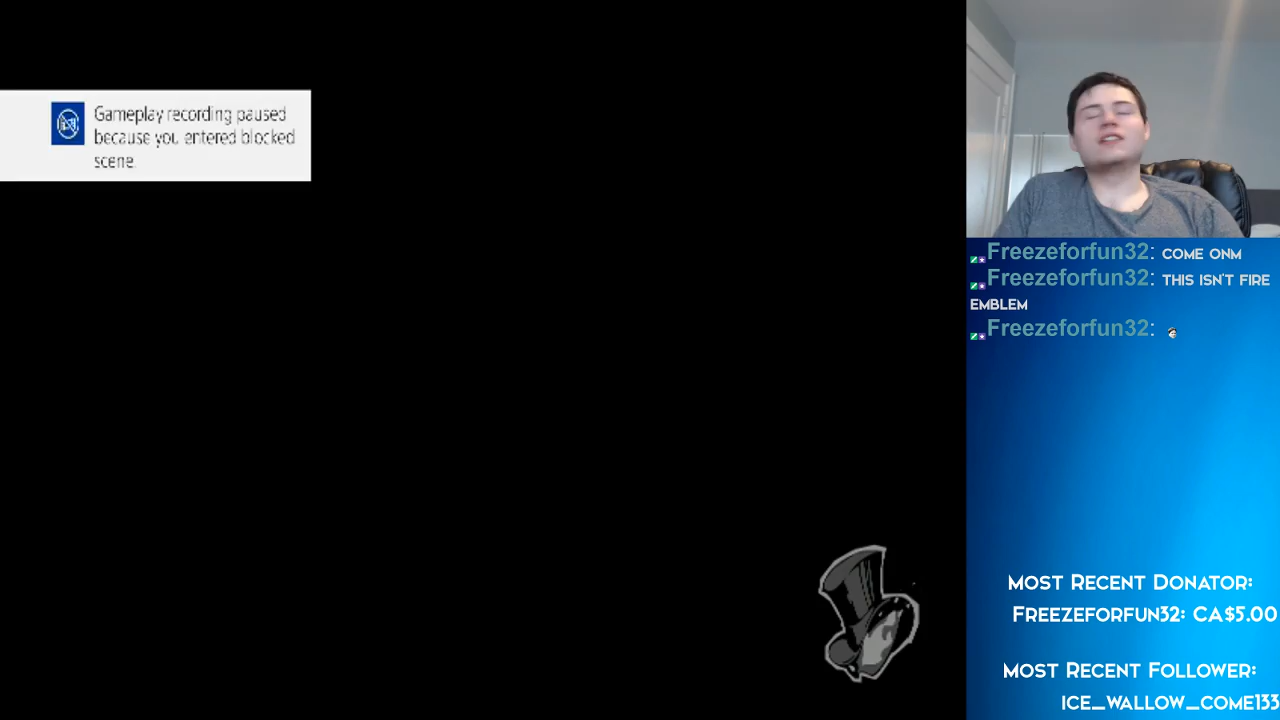 Gameplay recording paused
because you entered blocked
scene.
Freezeforfun32: COME ONM
Freezeforfun32: THIS ISN'T FIRE
EMBLEM
Freezeforfun32:
MOST RECENT DONATOR:
FREEZEFORFUN32: CA$5.00
MOST RECENT FOLLOWER:
ICE_WALLOW_COME133